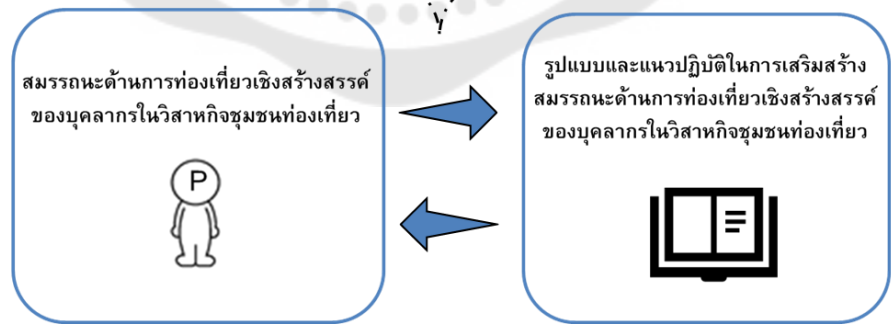 สมรรถนะด้านการท่องเที่ยวเชิงสร้างสรรค์
ของบุคลากรในวิสาหกิจชุมชนท่องเที่ยว
P
รูปแบบและแนวปฏิบัติในการเสริมสร้าง
สมรรถนะด้านการท่องเที่ยวเชิงสร้างสรรค์
ของบุคลากรในวิสาหกิจชุมชนท่องเที่ยว